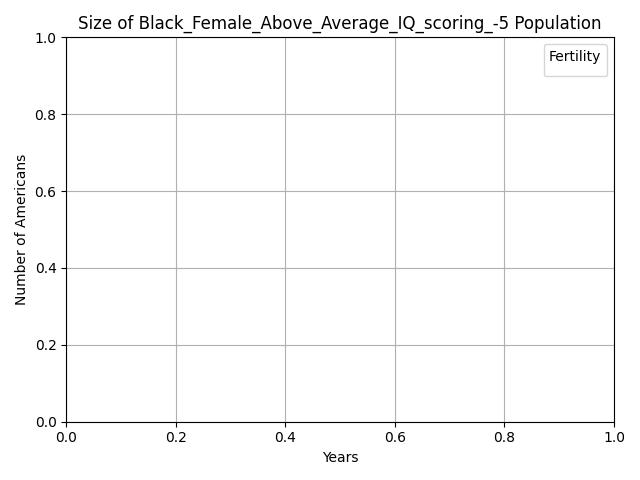 Size of Black_Female_Above_Average_IQ_scoring_-5 Population
Fertility
Number of Americans
1.0
0.8
0.6
0.4
0.2
0.0
0.0 0.2 0.4 0.6 0.8 1.0
Years